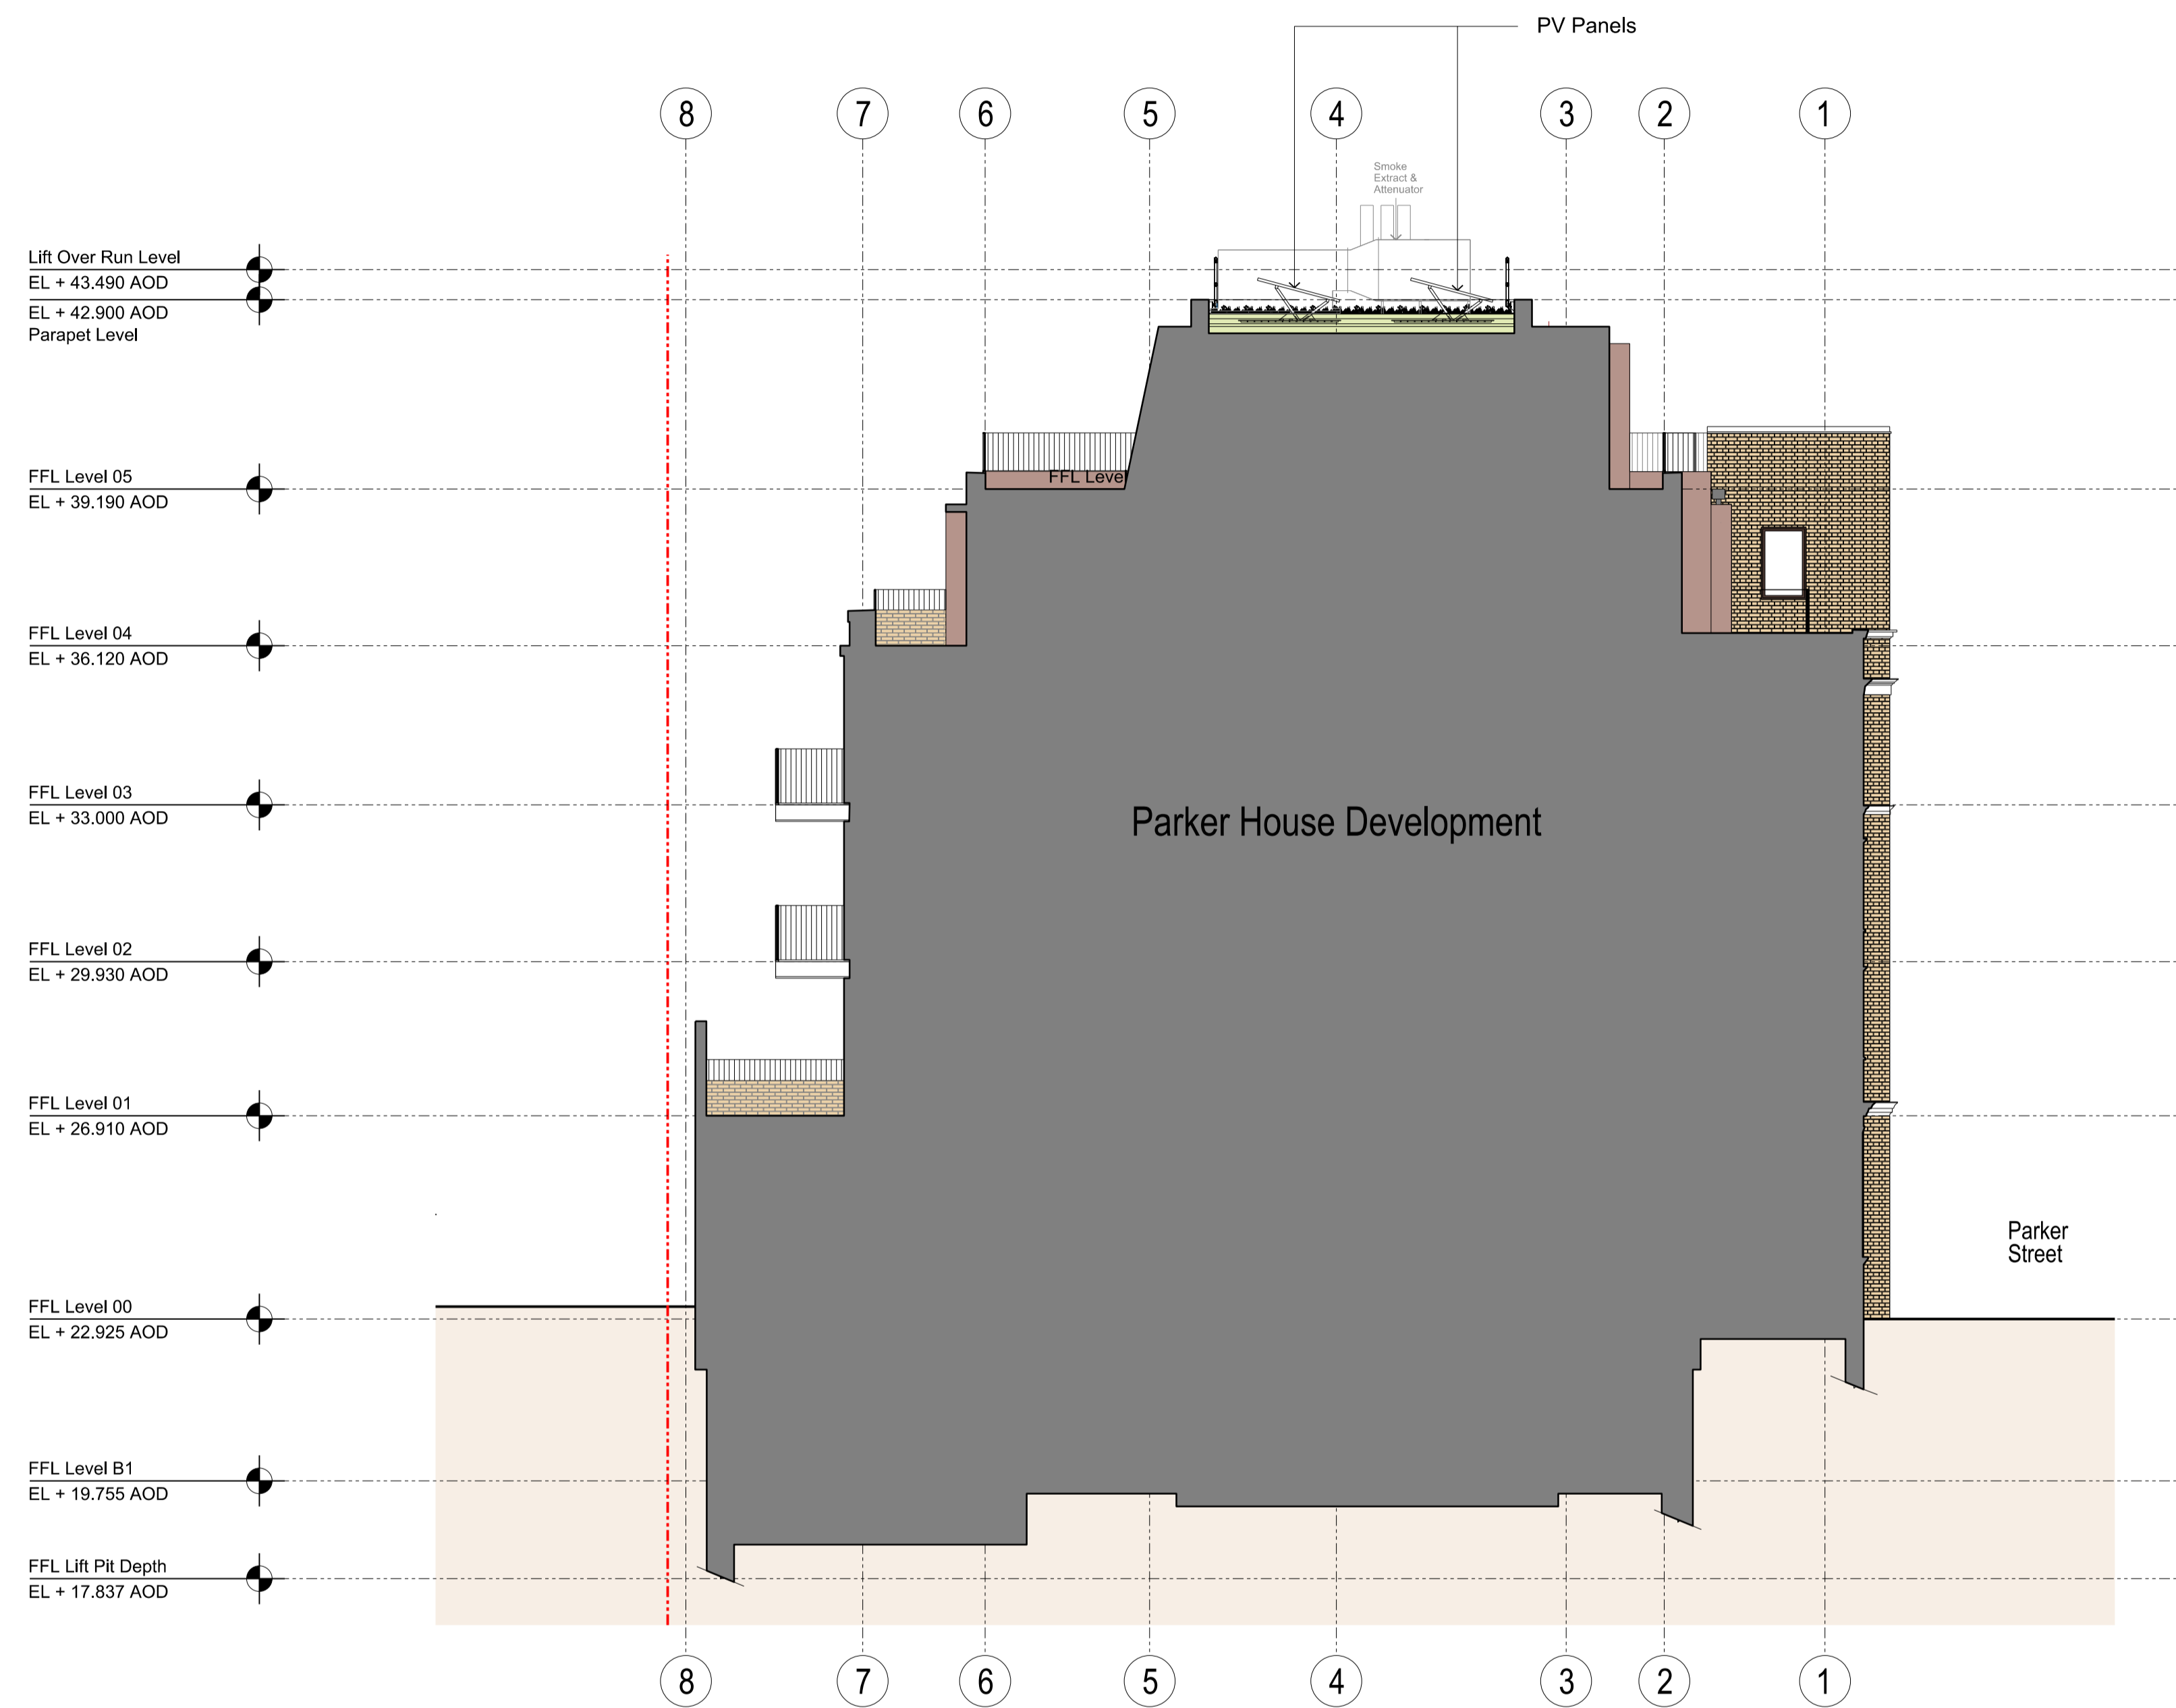 PV Panels
8 7 6 5 4 3 2 1
Smoke
Extract &
Attenuator
Lift Over Run Level
EL + 43.490 AOD
EL + 42.900 AOD
Parapet Level
FFL Level 05
EL + 39.190 AOD
FFL Level
FFL Level 04
EL + 36.120 AOD
FFL Level 03
EL + 33.000 AOD
Parker House Development
FFL Level 02
EL + 29.930 AOD
FFL Level 01
EL + 26.910 AOD
Parker
Street
FFL Level 00
EL + 22.925 AOD
FFL Level B1
EL + 19.755 AOD
FFL Lift Pit Depth
EL + 17.837 AOD
8 7 6 5 4 3 2 1